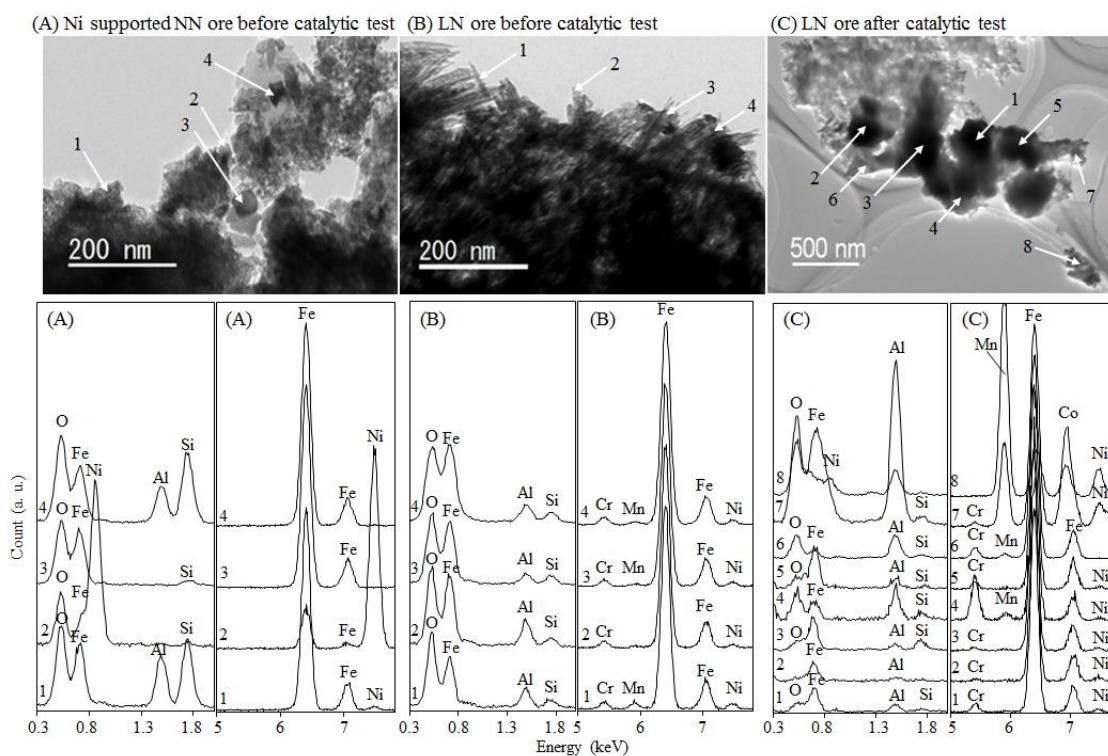 (A) Ni supported NN ore before catalytic test
(B) LN ore before catalytic test
(C) LN ore after catalytic test
4
2
3
1
200 nm
1
2
3
4
200 nm
1
5
2
6
3
4
7
8
500 nm
(A)
O
Fe
Ni
Al
Si
4
O
Fe
Si
3
O
Fe
2
O
Fe
Al
Si
1
0.3 0.8 1.3 1.8
(A)
Fe
Ni
4
Fe
3
2
Fe
Fe
1
Ni
5 6 7
(B)
O
Fe
Al
Si
4
O
Fe
Al
Si
3
O
Fe
Al
Si
2
O
Fe
Al
Si
1
0.3 0.8 1.3 1.8
(B)
Fe
Fe
4 Cr Mn Ni
Fe
3 Cr Mn Ni
Fe
2 Cr Ni
Fe
1 Cr Mn Ni
5 6 7
(C)
Al
O
Fe
Ni
8
7
Si
O
Al
6
Fe
5 O Al Si
4 Fe Al Si
3 O Fe Al Si
2 Fe Al
1 O Fe Al Si
0.3 0.8 1.3 1.8
(C)
Fe
Mn
Co
Ni
8
Ni
7 Cr
Fe
6 Cr Mn
5 Cr Ni
4 Mn Ni
3 Cr Ni
2 Cr Ni
1 Cr Ni
5 6 7
Count (a. u.)
Energy (keV)